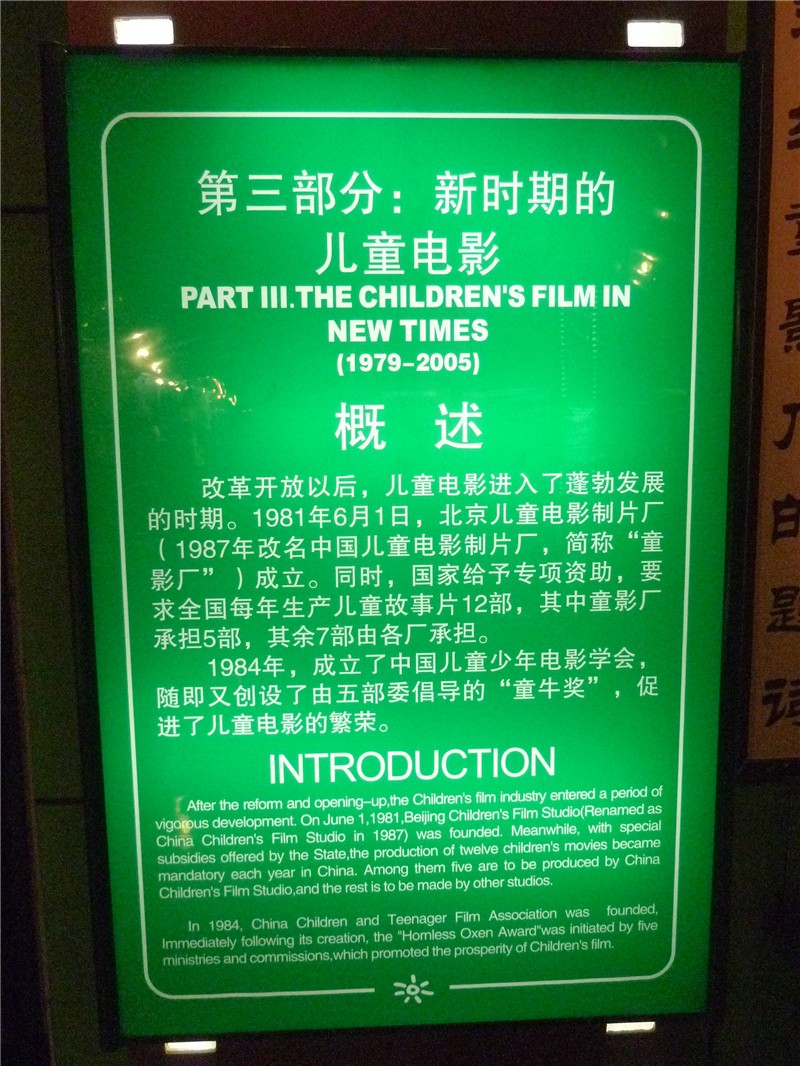 第三部分：新时期的
儿童电影
PART III.THE CHILDREN'S FILM IN
NEW TIMES
(1979-2005)
概 述
改革开放以后，儿童电影进入了蓬勃发展
的时期。1981年6月1日，北京儿童电影制片厂
（1987年改名中国儿童电影制片厂，简称“童
影厂”）成立。同时，国家给予专项资助，要
求全国每年生产儿童故事片12部，其中童影厂
承担5部，其余7部由各厂承担。
1984年，成立了中国儿童少年电影学会，
随即又创设了由五部委倡导的“童牛奖”，促
进了儿童电影的繁荣。
INTRODUCTION
After the reform and opening-up,the Children's film industry entered a period of
vigorous development. On June 1,1981,Beijing Children's Film Studio(Renamed as
China Children's Film Studio in 1987) was founded. Meanwhile, with special
subsidies offered by the State,the production of twelve children's movies became
mandatory each year in China. Among them five are to be produced by China
Children's Film Studio,and the rest is to be made by other studios.
In 1984, China Children and Teenager Film Association was founded,
Immediately following its creation, the "Hornless Oxen Award"was initiated by five
ministries and commissions,which promoted the prosperity of Children's film.